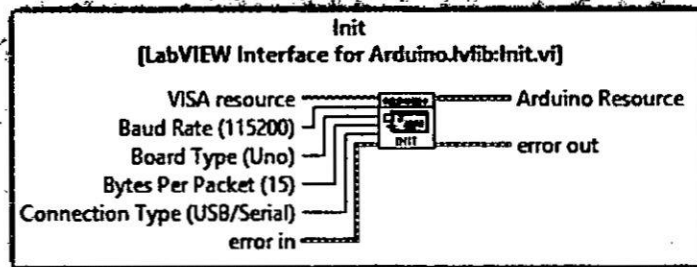 Init
[LabVIEW Interface for Arduino.lvlib:Init.vi]
VISA resource
Baud Rate (115200)
Board Type (Uno)
Bytes Per Packet (15)
Connection Type (USB/Serial)
error in
INIT
Arduino Resource
error out